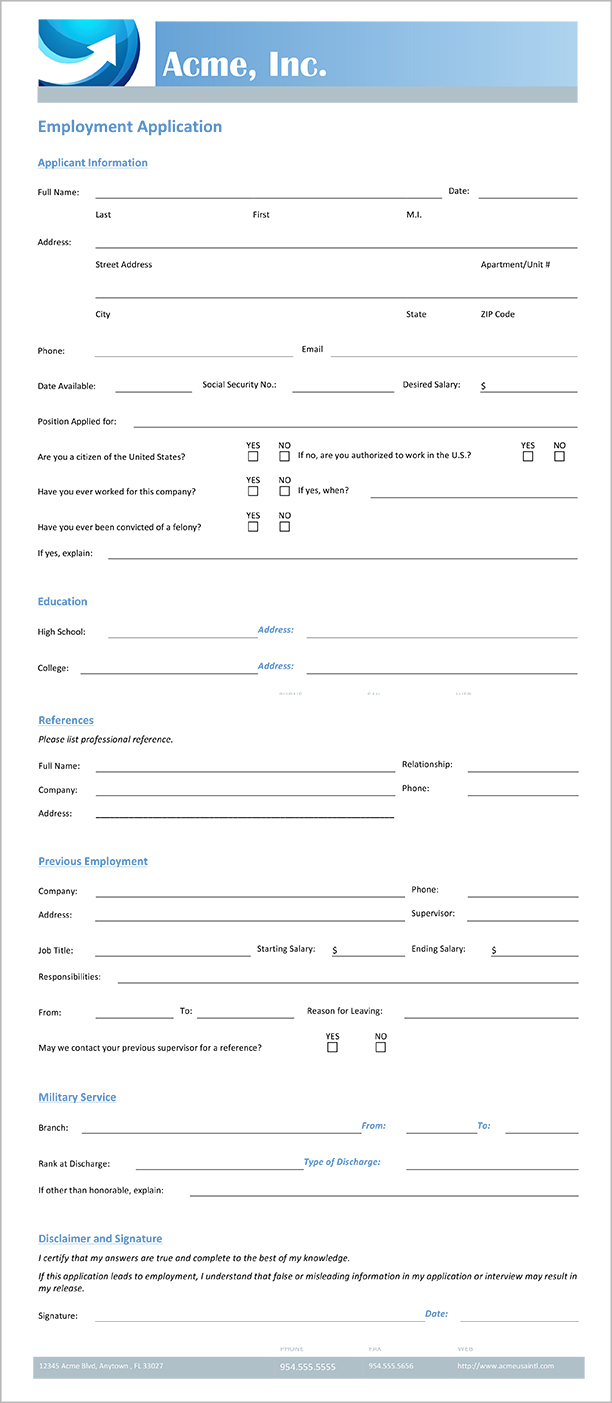 Acme, Inc.
Employment Application
Applicant Information
Full Name: Date:
Last First M.I.
Address:
Street Address Apartment/Unit #
City State ZIP Code
Phone: Email
Date Available: Social Security No.: Desired Salary: $
Position Applied for:
YES NO YES NO
Are you a citizen of the United States? If no, are you authorized to work in the U.S.?
YES NO
Have you ever worked for this company? If yes, when?
YES NO
Have you ever been convicted of a felony?
If yes, explain:
Education
High School: Address:
College: Address:
References
Please list professional reference.
Full Name: Relationship:
Company: Phone:
Address:
Previous Employment
Company: Phone:
Address: Supervisor:
Job Title: Starting Salary: $ Ending Salary: $
Responsibilities:
From: To: Reason for Leaving:
YES NO
May we contact your previous supervisor for a reference?
Military Service
Branch: From: To:
Rank at Discharge: Type of Discharge:
If other than honorable, explain:
Disclaimer and Signature
I certify that my answers are true and complete to the best of my knowledge.
If this application leads to employment, I understand that false or misleading information in my application or interview may result in
my release.
Signature: Date:
PHONE FAX WEB
12345 Acme Blvd, Anytown , FL 33027 954.555.5555 954.555.5656 http://www.acmeusaintl.com